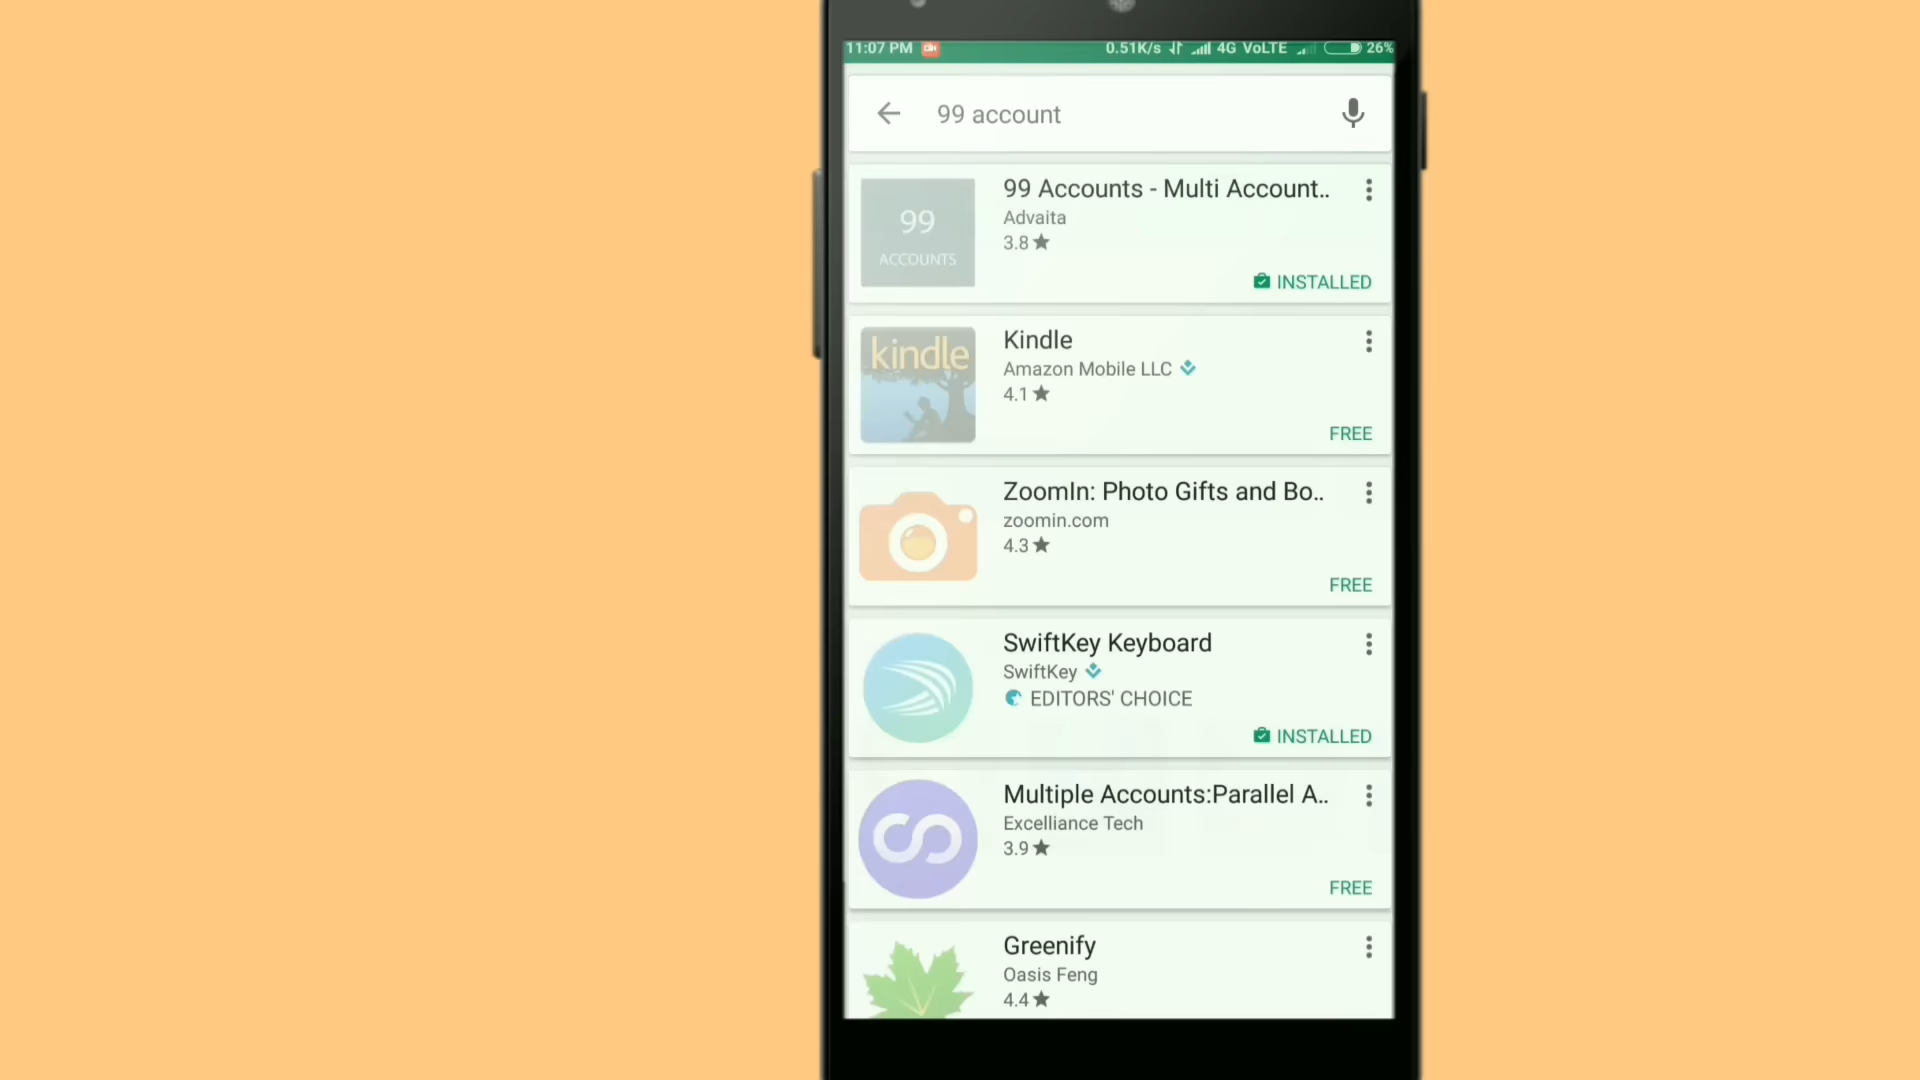 11:07 PM 0.51K/s 4G VoLTE 26%
99 account
99 Accounts - Multi Account..
Advaita
3.8
99
ACCOUNTS
INSTALLED
kindle
Kindle
Amazon Mobile LLC
4.1
FREE
ZoomIn: Photo Gifts and Bo..
zoomin.com
4.3
FREE
SwiftKey Keyboard
SwiftKey
EDITORS' CHOICE
INSTALLED
Multiple Accounts:Parallel A..
Excelliance Tech
3.9
FREE
Greenify
Oasis Feng
4.4